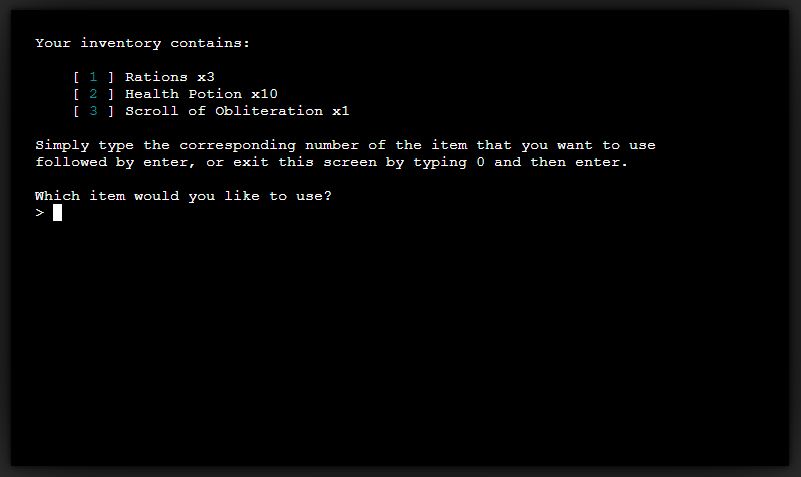 Your inventory contains:
[ 1 ] Rations x3
[ 2 ] Health Potion x10
[ 3 ] Scroll of Obliteration x1
Simply type the corresponding number of the item that you want to use
followed by enter, or exit this screen by typing 0 and then enter.
Which item would you like to use?
>